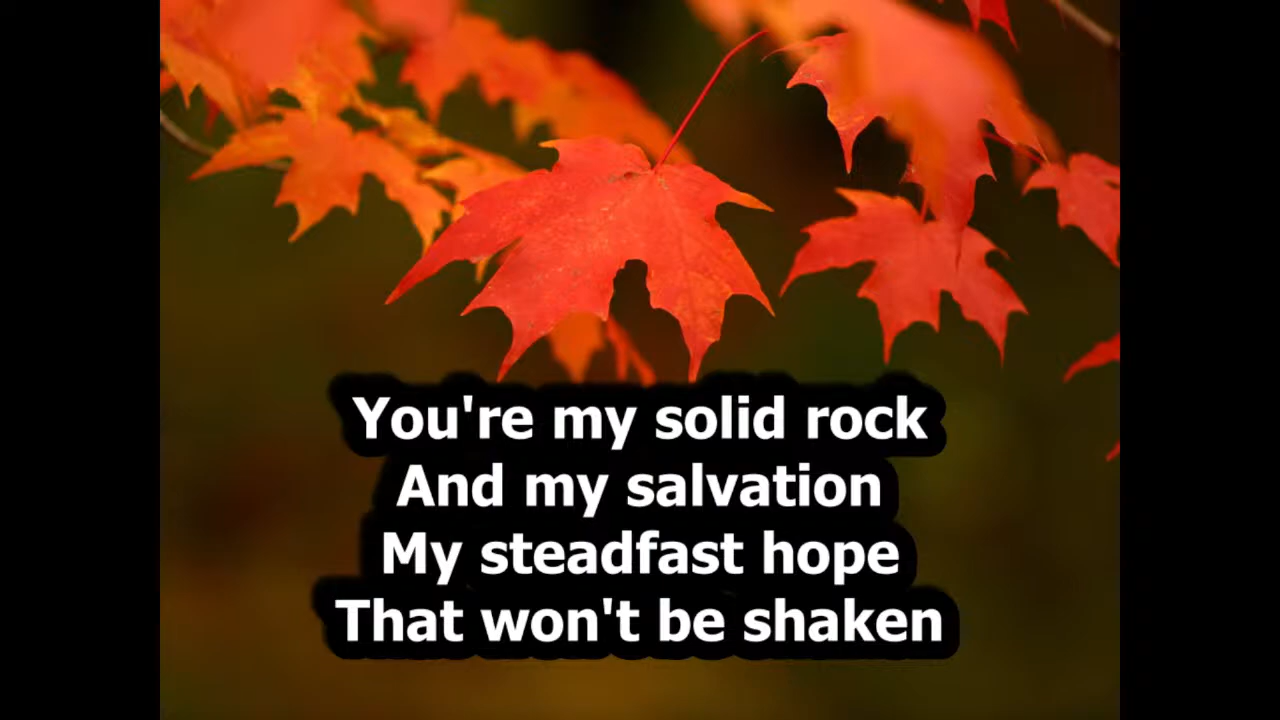 You're my solid rock
And my salvation
My steadfast hope
That won't be shaken